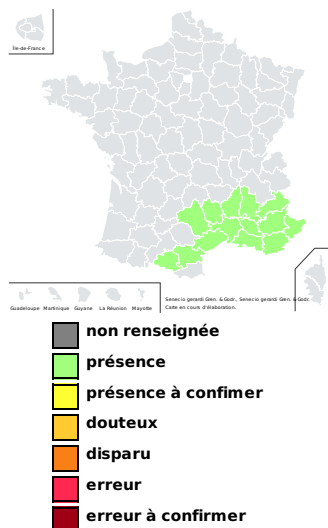 Île-de-France
Guadeloupe Martinique Guyane La Réunion Mayotte
Senecio gerardi Gren. & Godr., Senecio gerardi Gren. & Godr.
Carte en cours d'élaboration.
non renseignée
présence
présence à confimer
douteux
disparu
erreur
erreur à confirmer